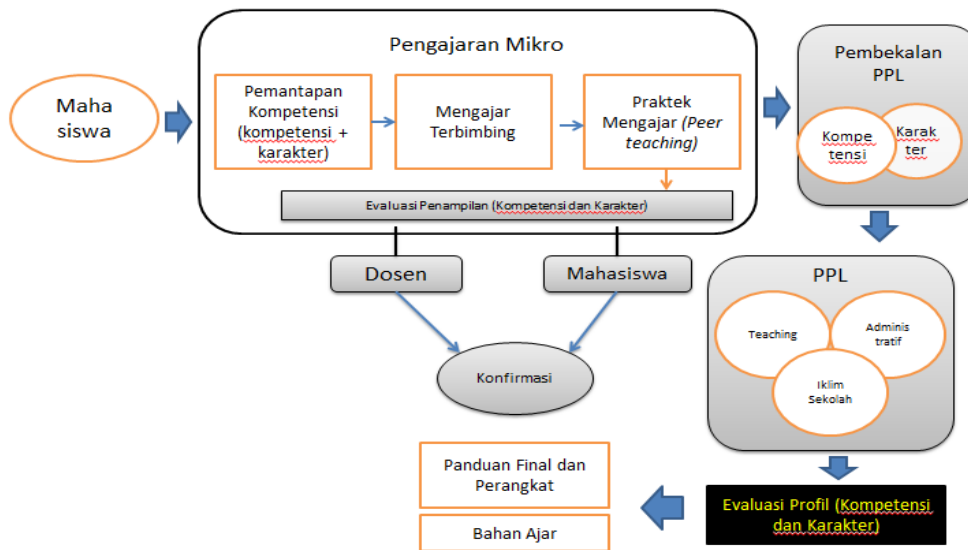 Pengajaran Mikro
Maha
siswa
Pemantapan
Kompetensi
(kompetensi +
karakter)
Mengajar
Terbimbing
Praktek
Mengajar (Peer
teaching)
Evaluasi Penampilan (Kompetensi dan Karakter)
Dosen
Mahasiswa
Konfirmasi
Pembekalan
PPL
Kompe
tensi
Karak
ter
PPL
Teaching
Adminis
tratif
Iklim
Sekolah
Evaluasi Profil (Kompetensi
dan Karakter)
Panduan Final dan
Perangkat
Bahan Ajar